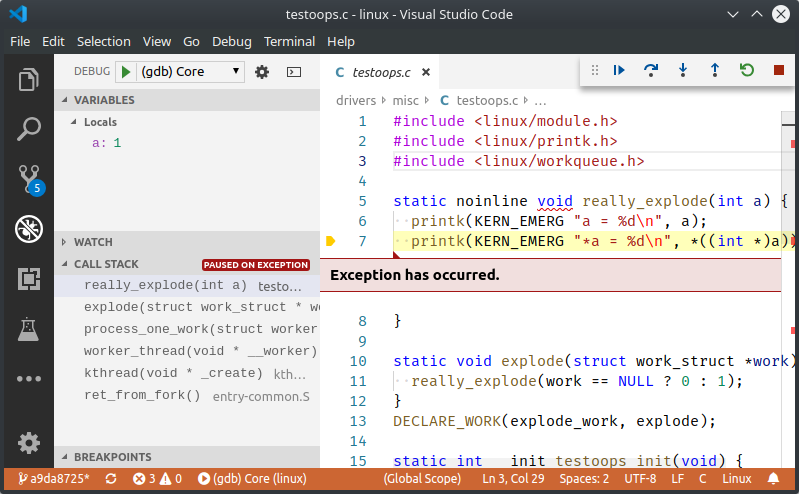 testoops.c - linux - Visual Studio Code
File Edit Selection View Go Debug Terminal Help
DEBUG (gdb) Core
VARIABLES
Locals
a: 1
WATCH
CALL STACK PAUSED ON EXCEPTION
really_explode(int a) testo…
explode(struct work_struct * wo
process_one_work(struct worker
worker_thread(void * __worker)
kthread(void * _create) kth…
ret_from_fork() entry-common.S
BREAKPOINTS
C testoops.c
drivers misc C testoops.c …
1 #include <linux/module.h>
2 #include <linux/printk.h>
3 #include <linux/workqueue.h>
4
5 static noinline void really_explode(int a) {
6 printk(KERN_EMERG "a = %d\n", a);
7 printk(KERN_EMERG "*a = %d\n", *((int *)a))
Exception has occurred.
8 }
9
10 static void explode(struct work_struct *work)
11 really_explode(work == NULL ? 0 : 1);
12 }
13 DECLARE_WORK(explode_work, explode);
14
15 static int __init testoops_init(void) {
5
a9da8725* 3 0 (gdb) Core (linux) (Global Scope) Ln 3, Col 29 Spaces: 2 UTF-8 LF C Linux